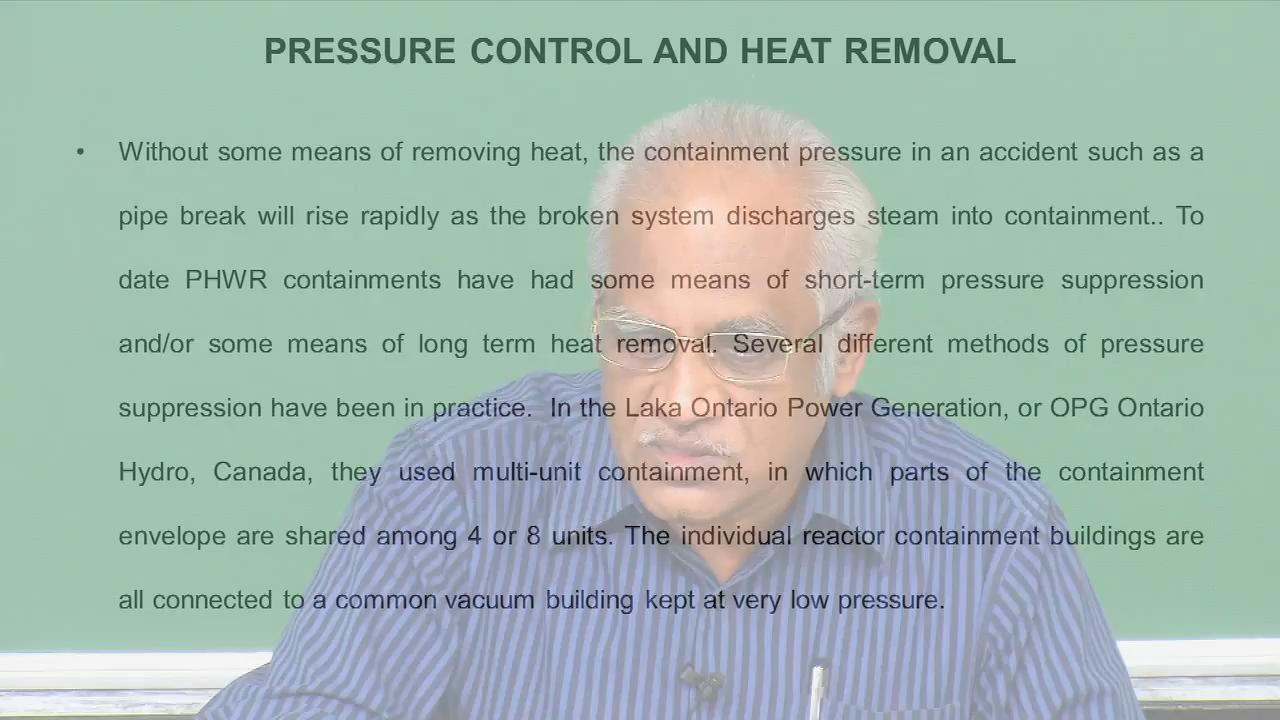 PRESSURE CONTROL AND HEAT REMOVAL
• Without some means of removing heat, the containment pressure in an accident such as a
pipe break will rise rapidly as the broken system discharges steam into containment.. To
date PHWR containments have had some means of short-term pressure suppression
and/or some means of long term heat removal. Several different methods of pressure
suppression have been in practice. In the Laka Ontario Power Generation, or OPG Ontario
Hydro, Canada, they used multi-unit containment, in which parts of the containment
envelope are shared among 4 or 8 units. The individual reactor containment buildings are
all connected to a common vacuum building kept at very low pressure.